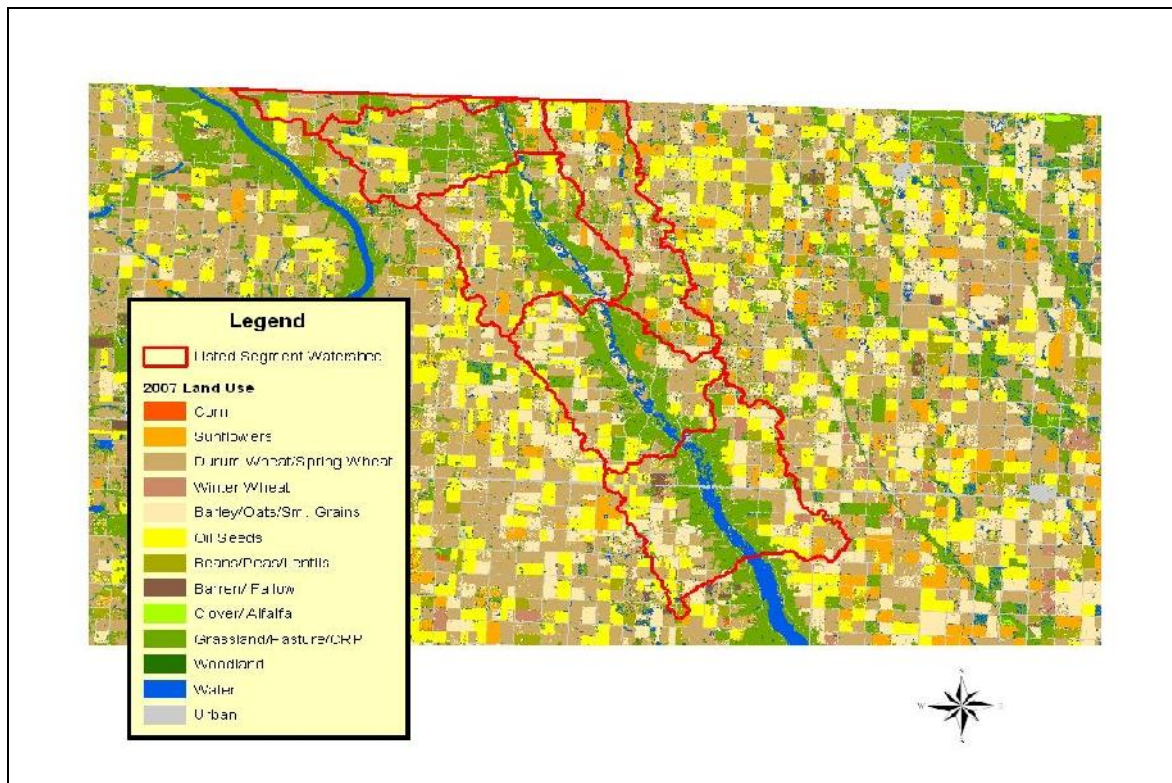 Legend
Listed Segment Watershed
2007 Land Use
Corn
Sunflowers
Durum Wheat/Spring Wheat
Winter Wheat
Barley/Oats/Sm. Grains
Oil Seeds
Beans/Peas/Lentils
Barren/ Fallow
Clover/ Alfalfa
Grassland/Pasture/CRP
Woodland
Water
Urban
N
W E
S